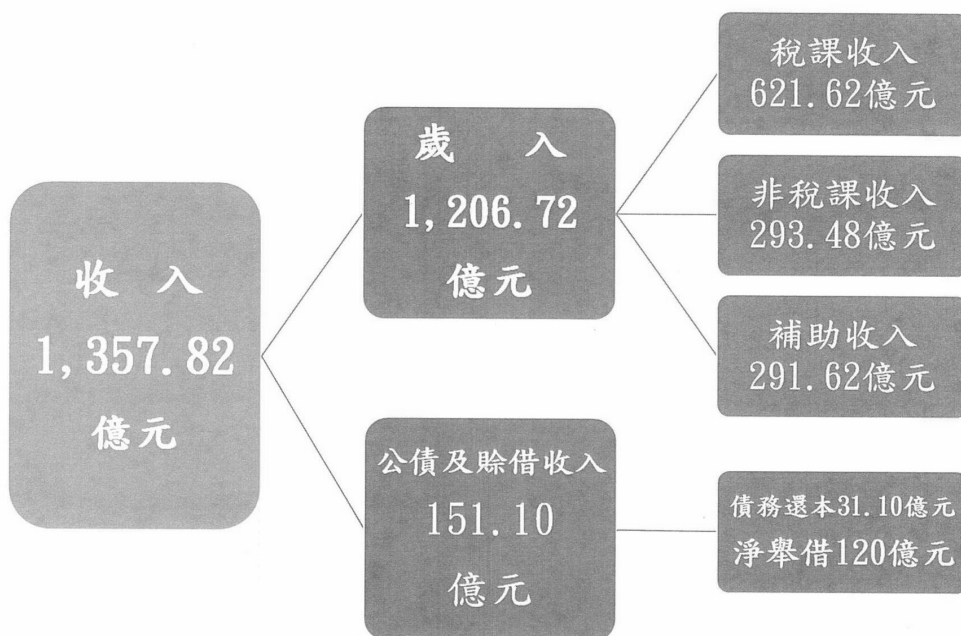 收 入
1,357.82
億元
歲 入
1,206.72
億元
公債及賒借收入
151.10
億元
稅課收入
621.62億元
非稅課收入
293.48億元
補助收入
291.62億元
債務還本31.10億元
淨舉借120億元